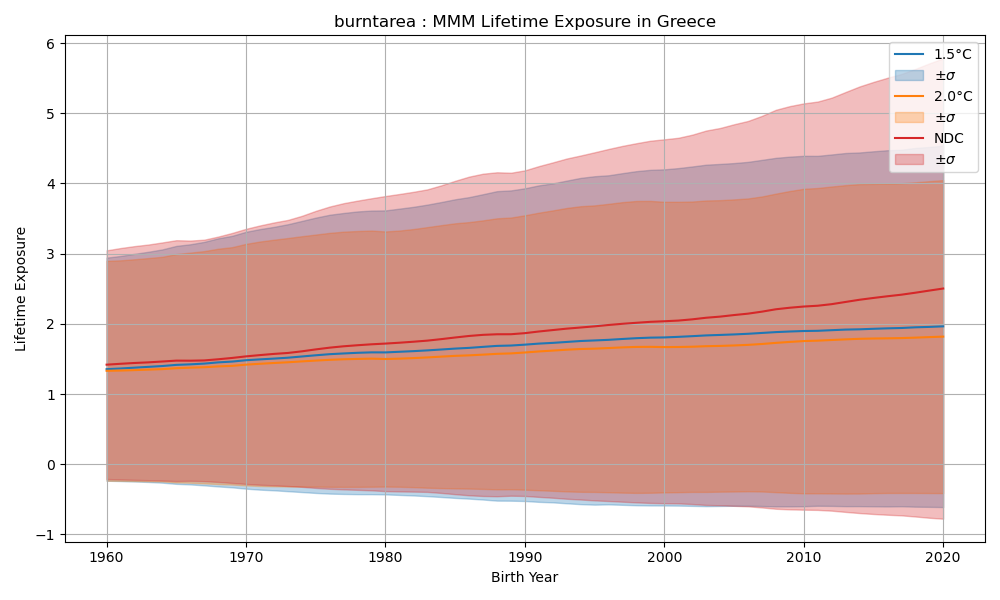 burntarea : MMM Lifetime Exposure in Greece
6
5
4
3
2
1
0
−1
Lifetime Exposure
1.5°C
±σ
2.0°C
±σ
NDC
±σ
1960 1970 1980 1990 2000 2010 2020
Birth Year